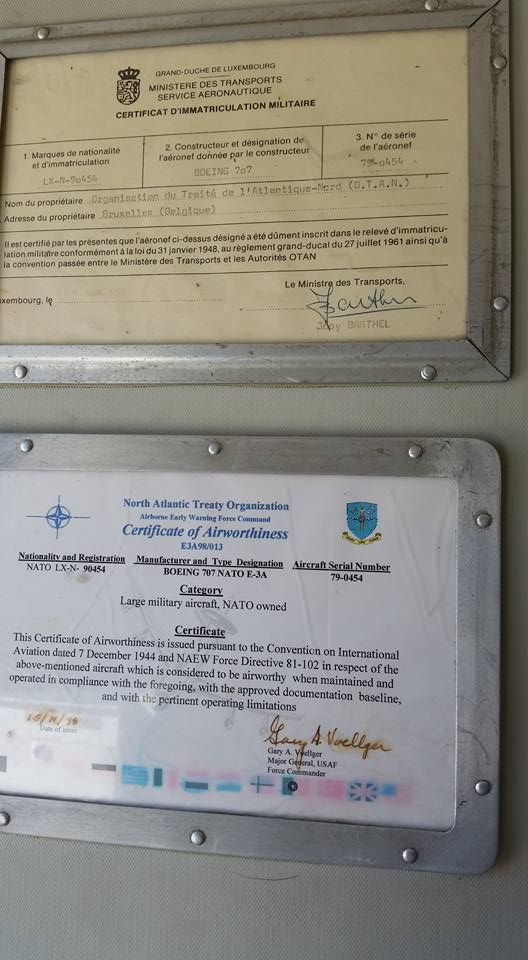 GRAND-DUCHE DE LUXEMBOURG
MINISTERE DES TRANSPORTS
SERVICE AERONAUTIQUE
CERTIFICAT D'IMMATRICULATION MILITAIRE
1. Marques de nationalité
et d'immatriculation
LX-N-90454
2. Constructeur et désignation de
l'aéronef donnée par le constructeur
BOEING 707
3. N° de série
de l'aéronef
79-0454
Nom du propriétaire Organisation du Traité de l'Atlantique-Nord (O.T.A.N.)
Adresse du propriétaire Bruxelles (Belgique)
Il est certifié par les présentes que l'aéronef ci-dessus désigné a été dûment inscrit dans le relevé d'immatricu-
lation militaire conformément à la loi du 31 janvier 1948, au règlement grand-ducal du 27 juillet 1961 ainsi qu'à
la convention passée entre le Ministère des Transports et les Autorités OTAN
xembourg, le
Le Ministre des Transports,
Barthel
Josy BARTHEL
North Atlantic Treaty Organization
Airborne Early Warning Force Command
Certificate of Airworthiness
E3A98/013
Nationality and Registration
NATO LX-N- 90454
Manufacturer and Type Designation
BOEING 707 NATO E-3A
Aircraft Serial Number
79-0454
Category
Large military aircraft, NATO owned
Certificate
This Certificate of Airworthiness is issued pursuant to the Convention on International
Aviation dated 7 December 1944 and NAEW Force Directive 81-102 in respect of the
above-mentioned aircraft which is considered to be airworthy when maintained and
operated in compliance with the foregoing, with the approved documentation baseline,
and with the pertinent operating limitations
Date of issue
Gary A Voellger
Gary A. Voellger
Major General, USAF
Force Commander